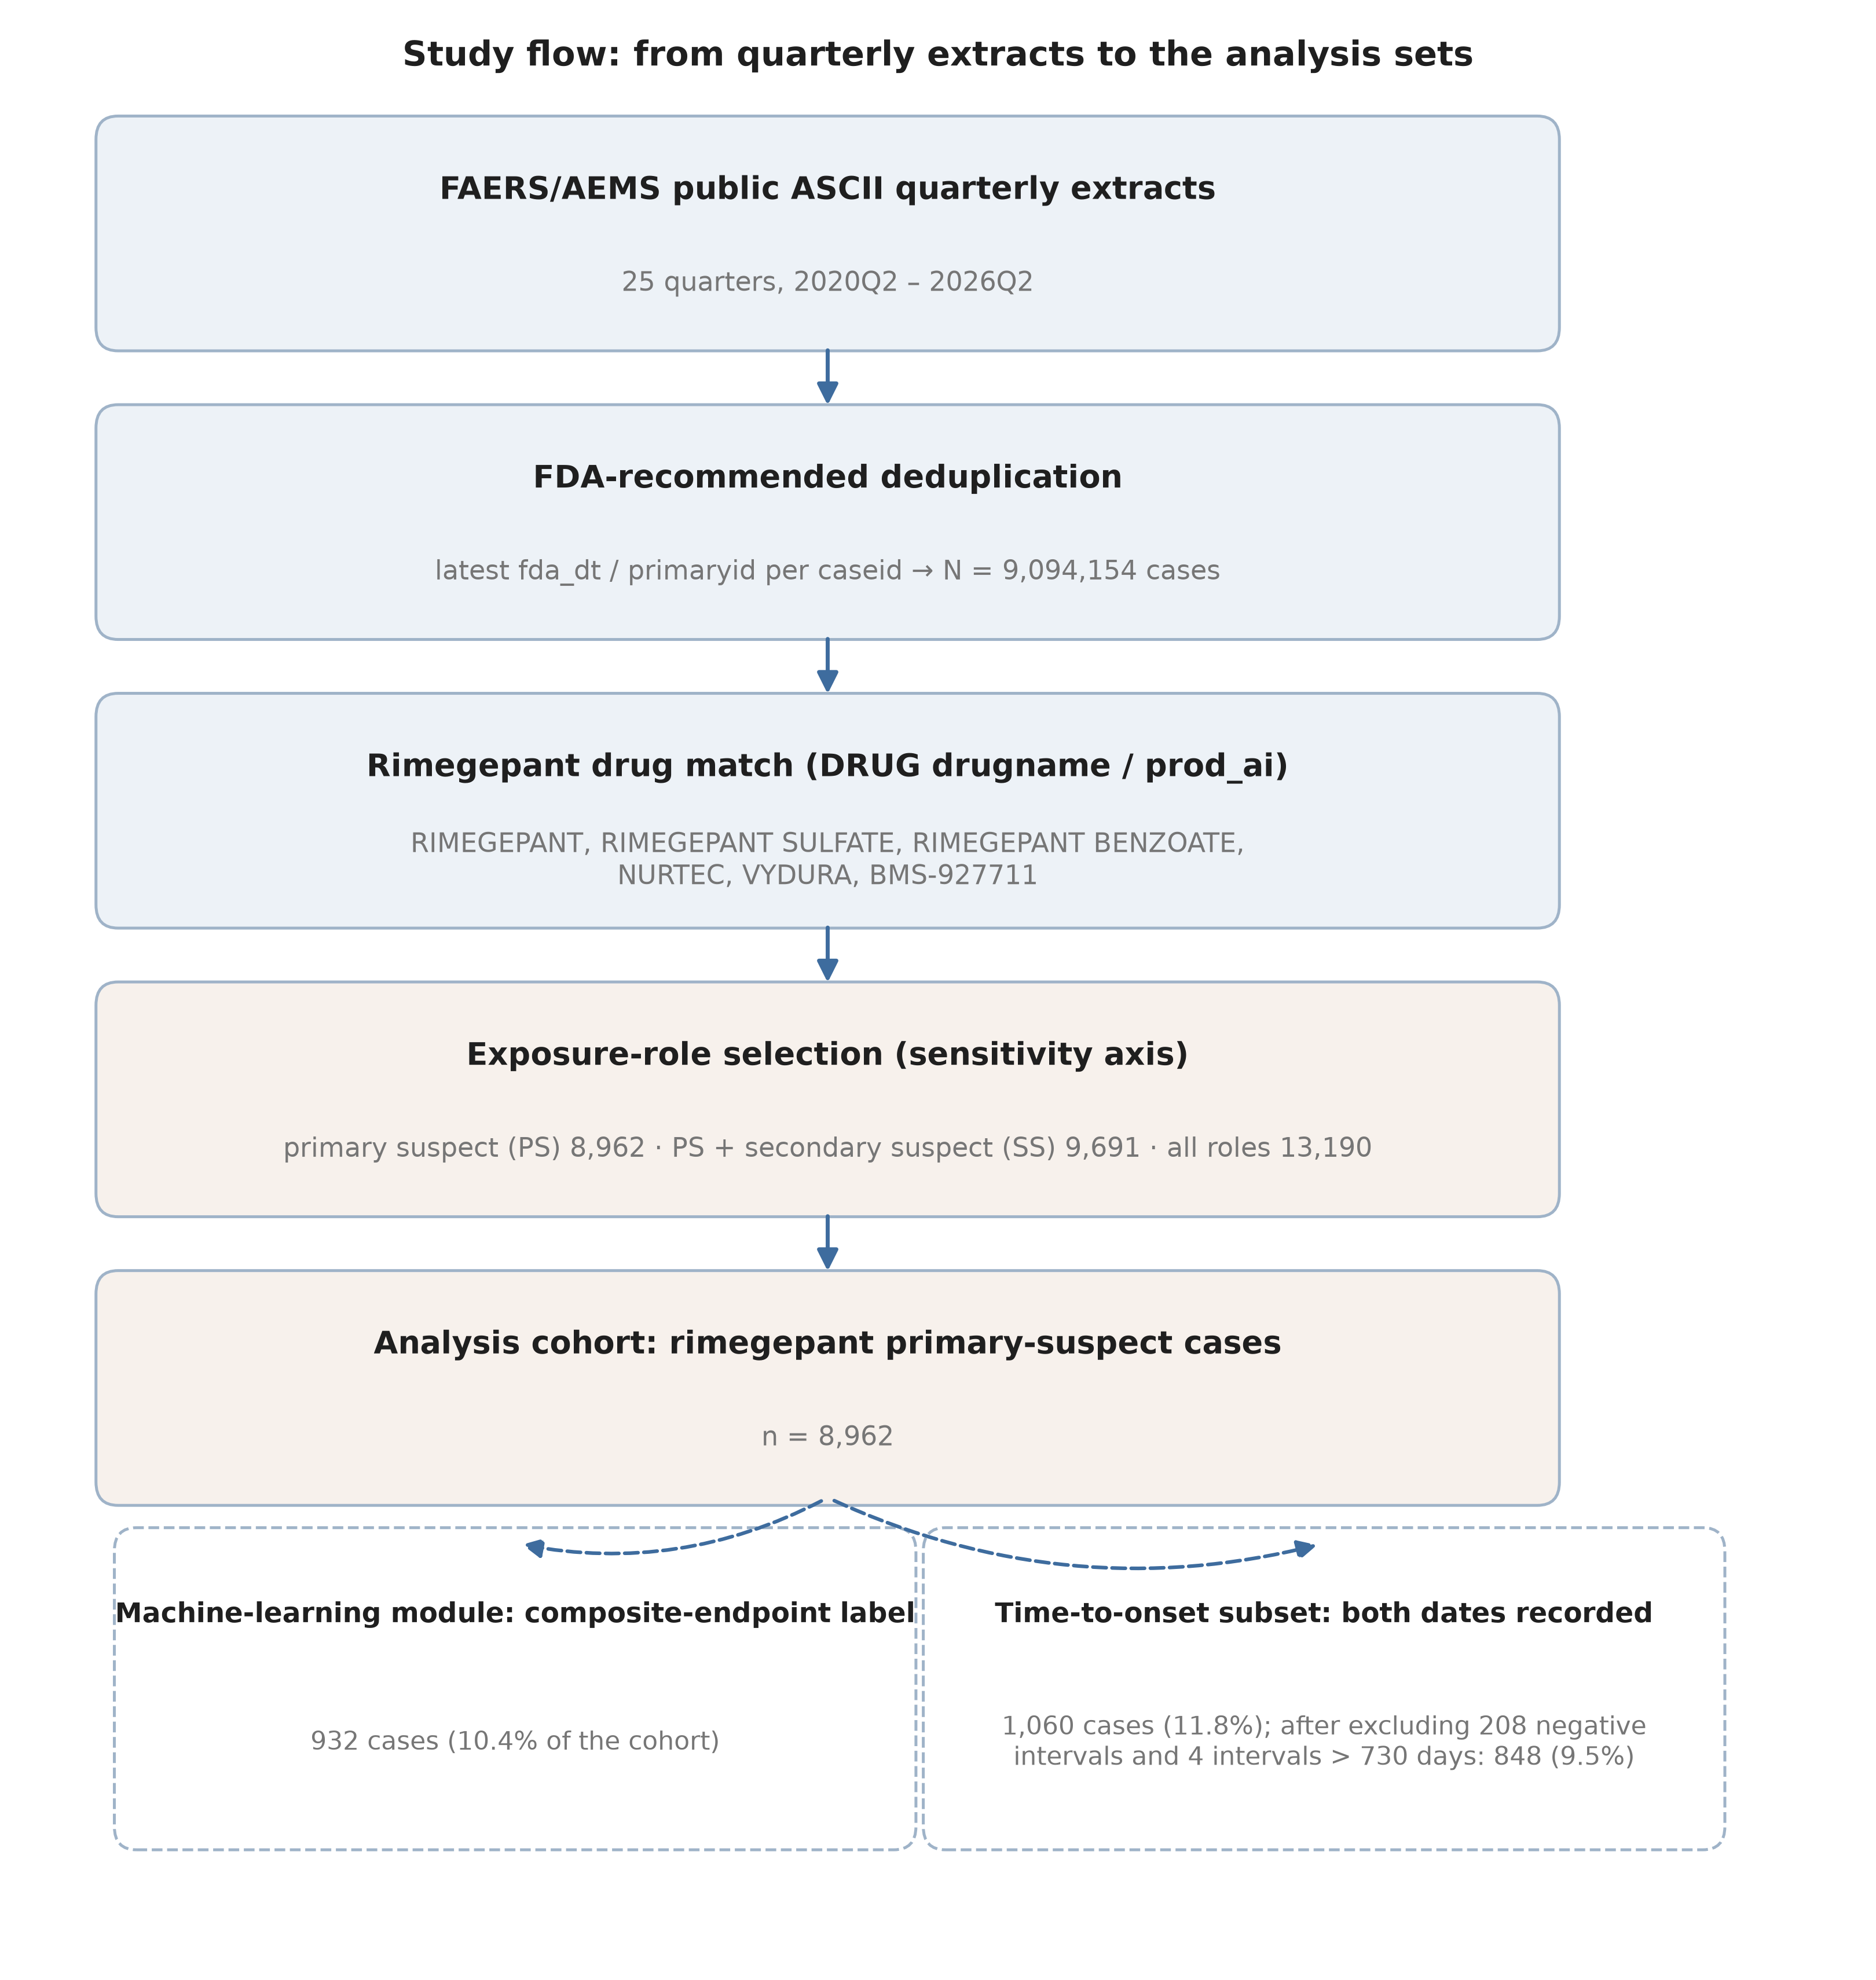 Study flow: from quarterly extracts to the analysis sets
FAERS/AEMS public ASCII quarterly extracts
25 quarters, 2020Q2 – 2026Q2
FDA-recommended deduplication
latest fda_dt / primaryid per caseid → N = 9,094,154 cases
Rimegepant drug match (DRUG drugname / prod_ai)
RIMEGEPANT, RIMEGEPANT SULFATE, RIMEGEPANT BENZOATE,
NURTEC, VYDURA, BMS-927711
Exposure-role selection (sensitivity axis)
primary suspect (PS) 8,962 · PS + secondary suspect (SS) 9,691 · all roles 13,190
Analysis cohort: rimegepant primary-suspect cases
n = 8,962
Machine-learning module: composite-endpoint label
932 cases (10.4% of the cohort)
Time-to-onset subset: both dates recorded
1,060 cases (11.8%); after excluding 208 negative
intervals and 4 intervals > 730 days: 848 (9.5%)